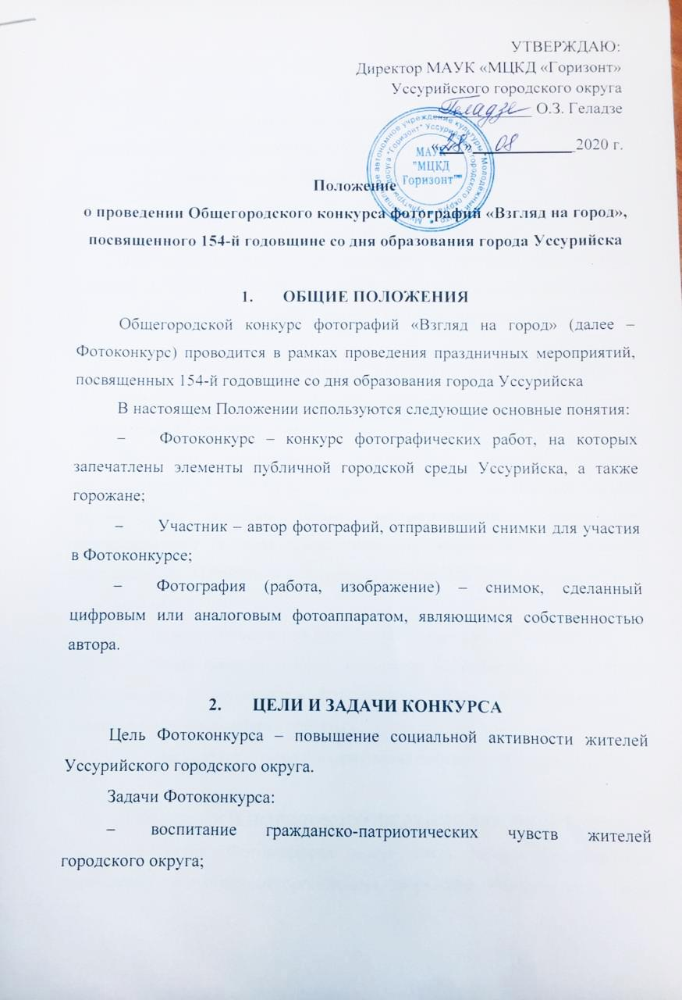 УТВЕРЖДАЮ:
Директор МАУК «МЦКД «Горизонт»
Уссурийского городского округа
Геладзе О.З. Геладзе
«28» 08 2020 г.
МАУК
"МЦКД
Горизонт"
Положение
о проведении Общегородского конкурса фотографий «Взгляд на город»,
посвященного 154-й годовщине со дня образования города Уссурийска
1. ОБЩИЕ ПОЛОЖЕНИЯ
Общегородской конкурс фотографий «Взгляд на город» (далее –
Фотоконкурс) проводится в рамках проведения праздничных мероприятий,
посвященных 154-й годовщине со дня образования города Уссурийска
В настоящем Положении используются следующие основные понятия:
– Фотоконкурс – конкурс фотографических работ, на которых
запечатлены элементы публичной городской среды Уссурийска, а также
горожане;
– Участник – автор фотографий, отправивший снимки для участия
в Фотоконкурсе;
– Фотография (работа, изображение) – снимок, сделанный
цифровым или аналоговым фотоаппаратом, являющимся собственностью
автора.
2. ЦЕЛИ И ЗАДАЧИ КОНКУРСА
Цель Фотоконкурса – повышение социальной активности жителей
Уссурийского городского округа.
Задачи Фотоконкурса:
– воспитание гражданско-патриотических чувств жителей
городского округа;